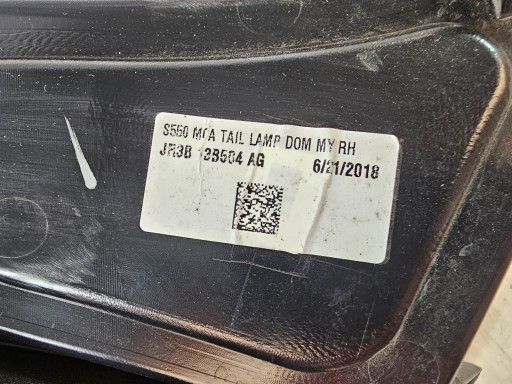 S550 MCA TAIL LAMP DOM MY RH
JR3B 13B504 AG 6/21/2018